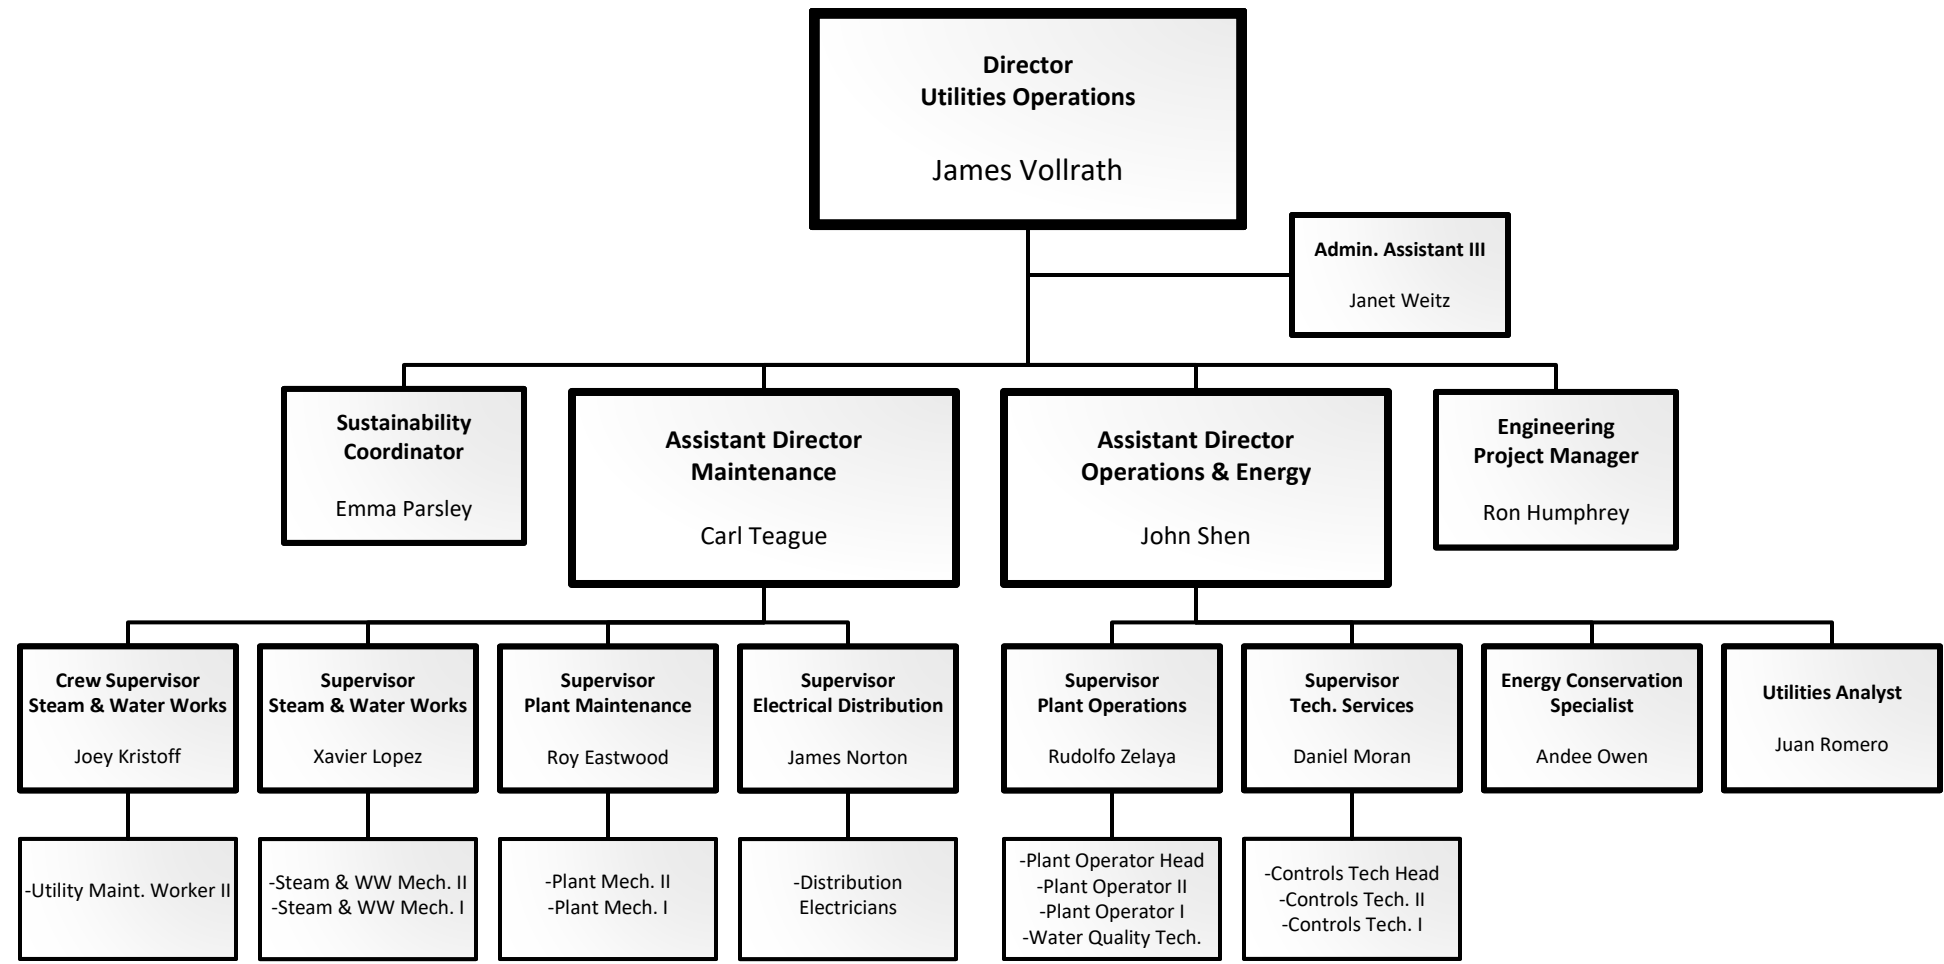 Director
Utilities Operations
James Vollrath
Admin. Assistant III
Janet Weitz
Sustainability
Coordinator
Emma Parsley
Assistant Director
Maintenance
Carl Teague
Assistant Director
Operations & Energy
John Shen
Engineering
Project Manager
Ron Humphrey
Crew Supervisor
Steam & Water Works
Joey Kristoff
Supervisor
Steam & Water Works
Xavier Lopez
Supervisor
Plant Maintenance
Roy Eastwood
Supervisor
Electrical Distribution
James Norton
Supervisor
Plant Operations
Rudolfo Zelaya
Supervisor
Tech. Services
Daniel Moran
Energy Conservation
Specialist
Andee Owen
Utilities Analyst
Juan Romero
-Utility Maint. Worker II
-Steam & WW Mech. II
-Steam & WW Mech. I
-Plant Mech. II
-Plant Mech. I
-Distribution
Electricians
-Plant Operator Head
-Plant Operator II
-Plant Operator I
-Water Quality Tech.
-Controls Tech Head
-Controls Tech. II
-Controls Tech. I